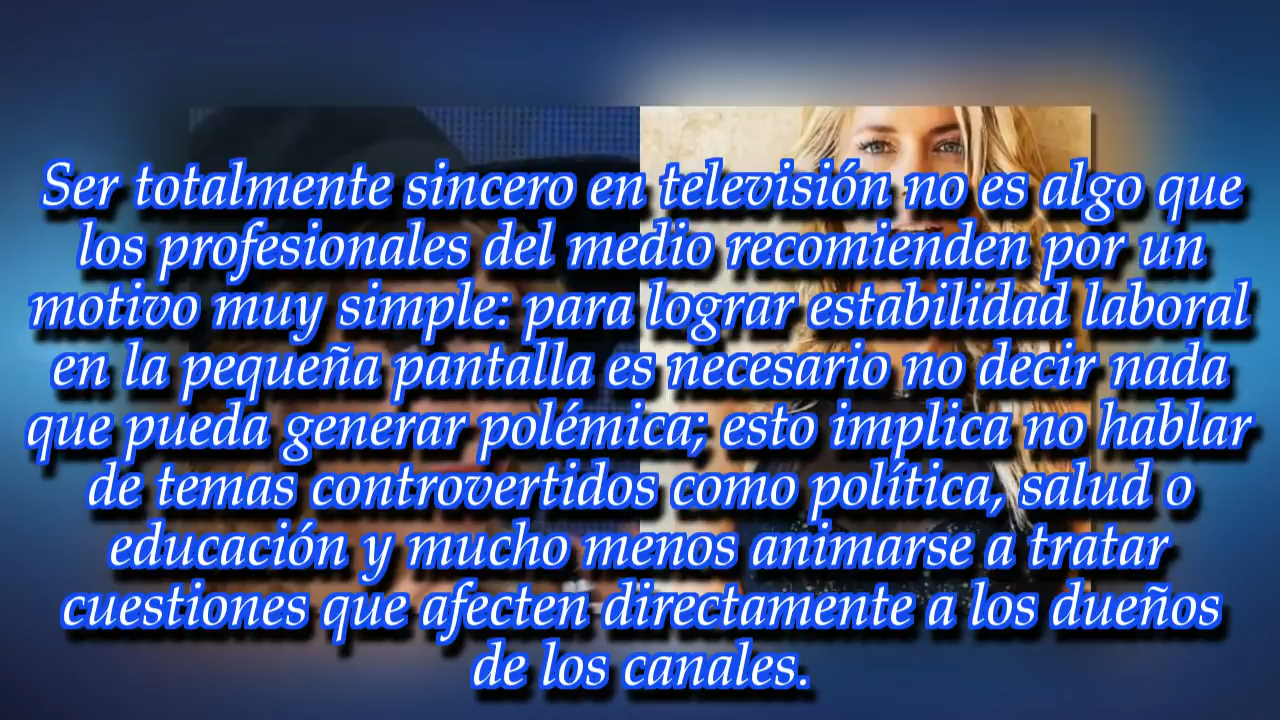 Ser totalmente sincero en televisión no es algo que
los profesionales del medio recomienden por un
motivo muy simple: para lograr estabilidad laboral
en la pequeña pantalla es necesario no decir nada
que pueda generar polémica; esto implica no hablar
de temas controvertidos como política, salud o
educación y mucho menos animarse a tratar
cuestiones que afecten directamente a los dueños
de los canales.